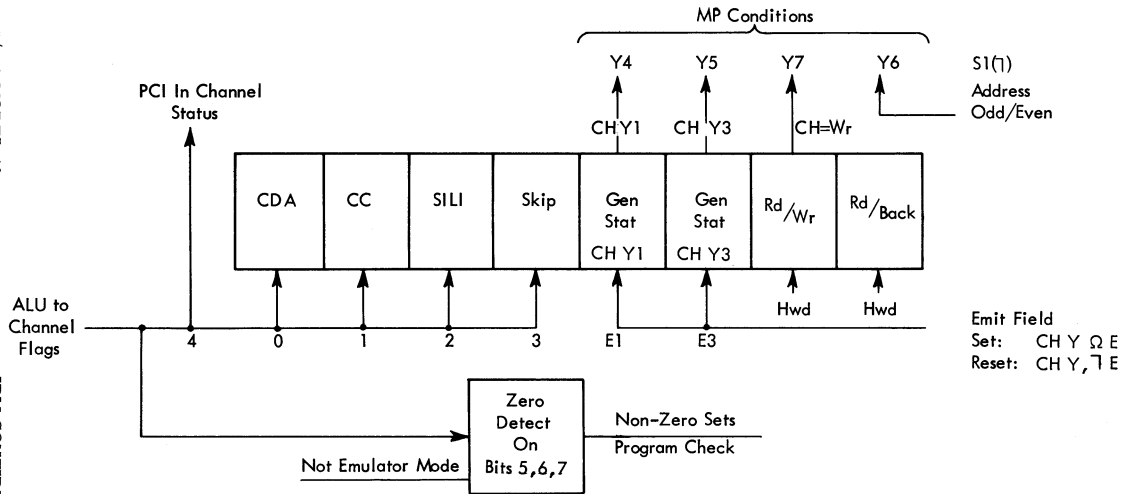 MP Conditions
Y4 Y5 Y7 Y6 S1(7)
PCI In Channel
Status
Address
Odd/Even
CH Y1 CH Y3 CH=Wr
CDA CC SILI Skip Gen
Stat
CH Y1 Gen
Stat
CH Y3 Rd/Wr Rd/Back
ALU to
Channel
Flags
4 0 1 2 3 E1 E3 Hwd Hwd
Emit Field
Set: CH Y Ω E
Reset: CH Y, ㄱ E
Zero
Detect
On
Bits 5,6,7
Non-Zero Sets
Program Check
Not Emulator Mode